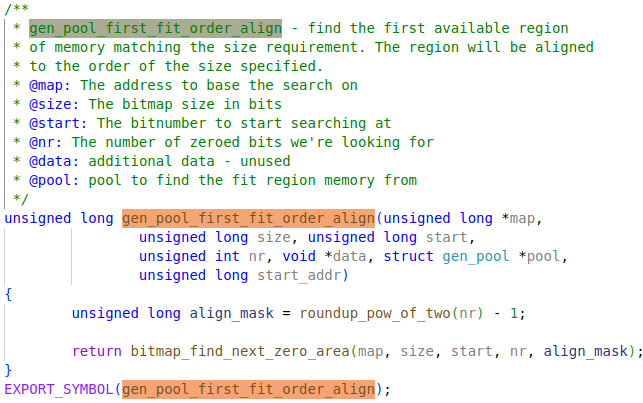 /**
 * gen_pool_first_fit_order_align - find the first available region
 * of memory matching the size requirement. The region will be aligned
 * to the order of the size specified.
 * @map: The address to base the search on
 * @size: The bitmap size in bits
 * @start: The bitnumber to start searching at
 * @nr: The number of zeroed bits we're looking for
 * @data: additional data - unused
 * @pool: pool to find the fit region memory from
 */
unsigned long gen_pool_first_fit_order_align(unsigned long *map,
                unsigned long size, unsigned long start,
                unsigned int nr, void *data, struct gen_pool *pool,
                unsigned long start_addr)
{
        unsigned long align_mask = roundup_pow_of_two(nr) - 1;

        return bitmap_find_next_zero_area(map, size, start, nr, align_mask);
}
EXPORT_SYMBOL(gen_pool_first_fit_order_align);